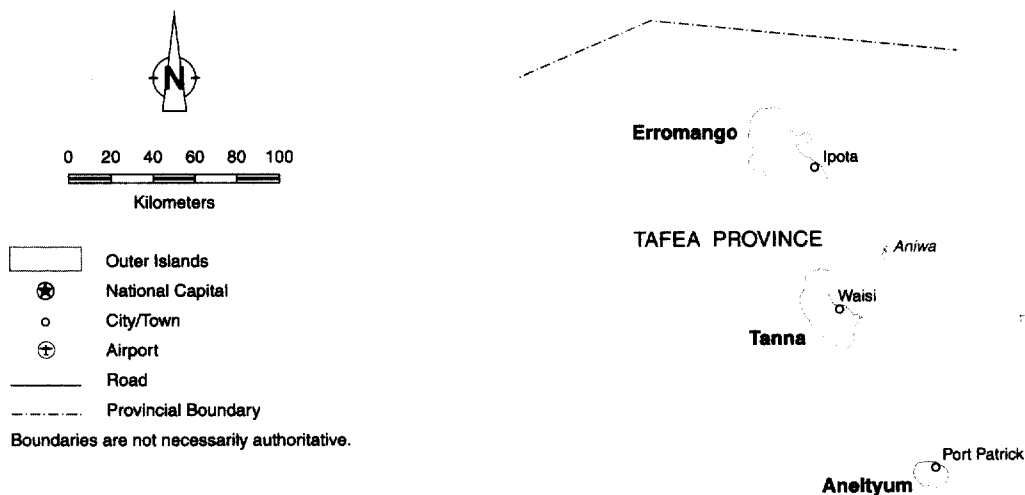 N
0 20 40 60 80 100
Kilometers
Outer Islands
National Capital
City/Town
Airport
Road
Provincial Boundary
Boundaries are not necessarily authoritative.
Erromango
Ipota
TAFEA PROVINCE
Aniwa
Waisi
Tanna
Port Patrick
Aneityum